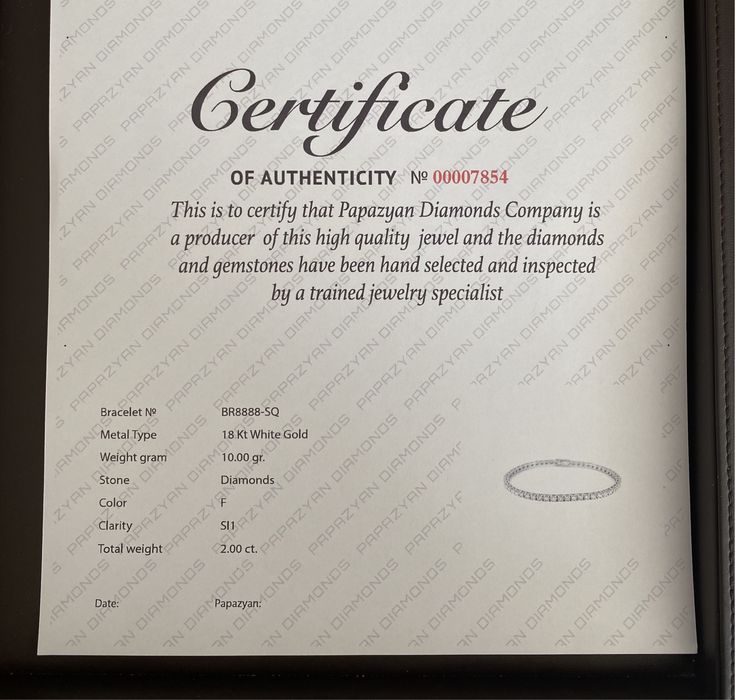 Certificate
OF AUTHENTICITY № 00007854
This is to certify that Papazyan Diamonds Company is
a producer of this high quality jewel and the diamonds
and gemstones have been hand selected and inspected
by a trained jewelry specialist
Bracelet № BR8888-SQ
Metal Type 18 Kt White Gold
Weight gram 10.00 gr.
Stone Diamonds
Color F
Clarity SI1
Total weight 2.00 ct.
Date: Papazyan:
PAPAZYAN DIAMONDS